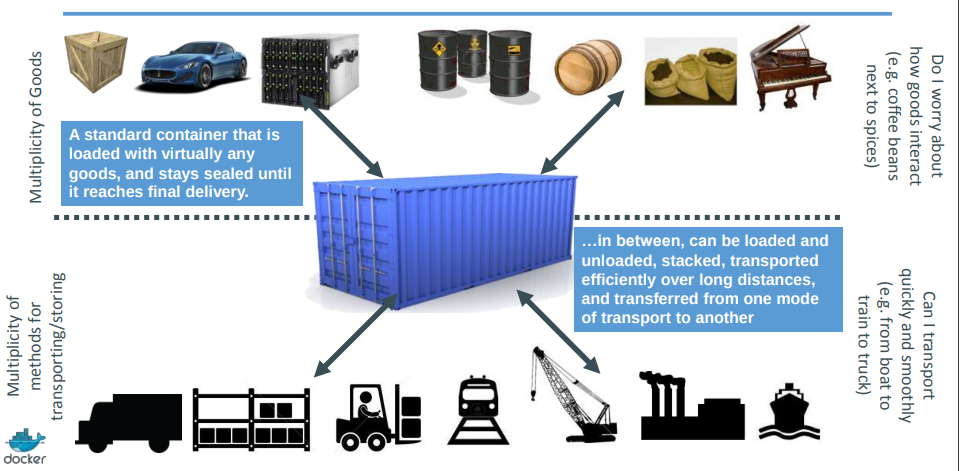 Multiplicity of Goods
Do I worry about
how goods interact
(e.g. coffee beans
next to spices)
A standard container that is
loaded with virtually any
goods, and stays sealed until
it reaches final delivery.
…in between, can be loaded and
unloaded, stacked, transported
efficiently over long distances,
and transferred from one mode
of transport to another
Multiplicity of
methods for
transporting/storing
Can I transport
quickly and smoothly
(e.g. from boat to
train to truck)
docker